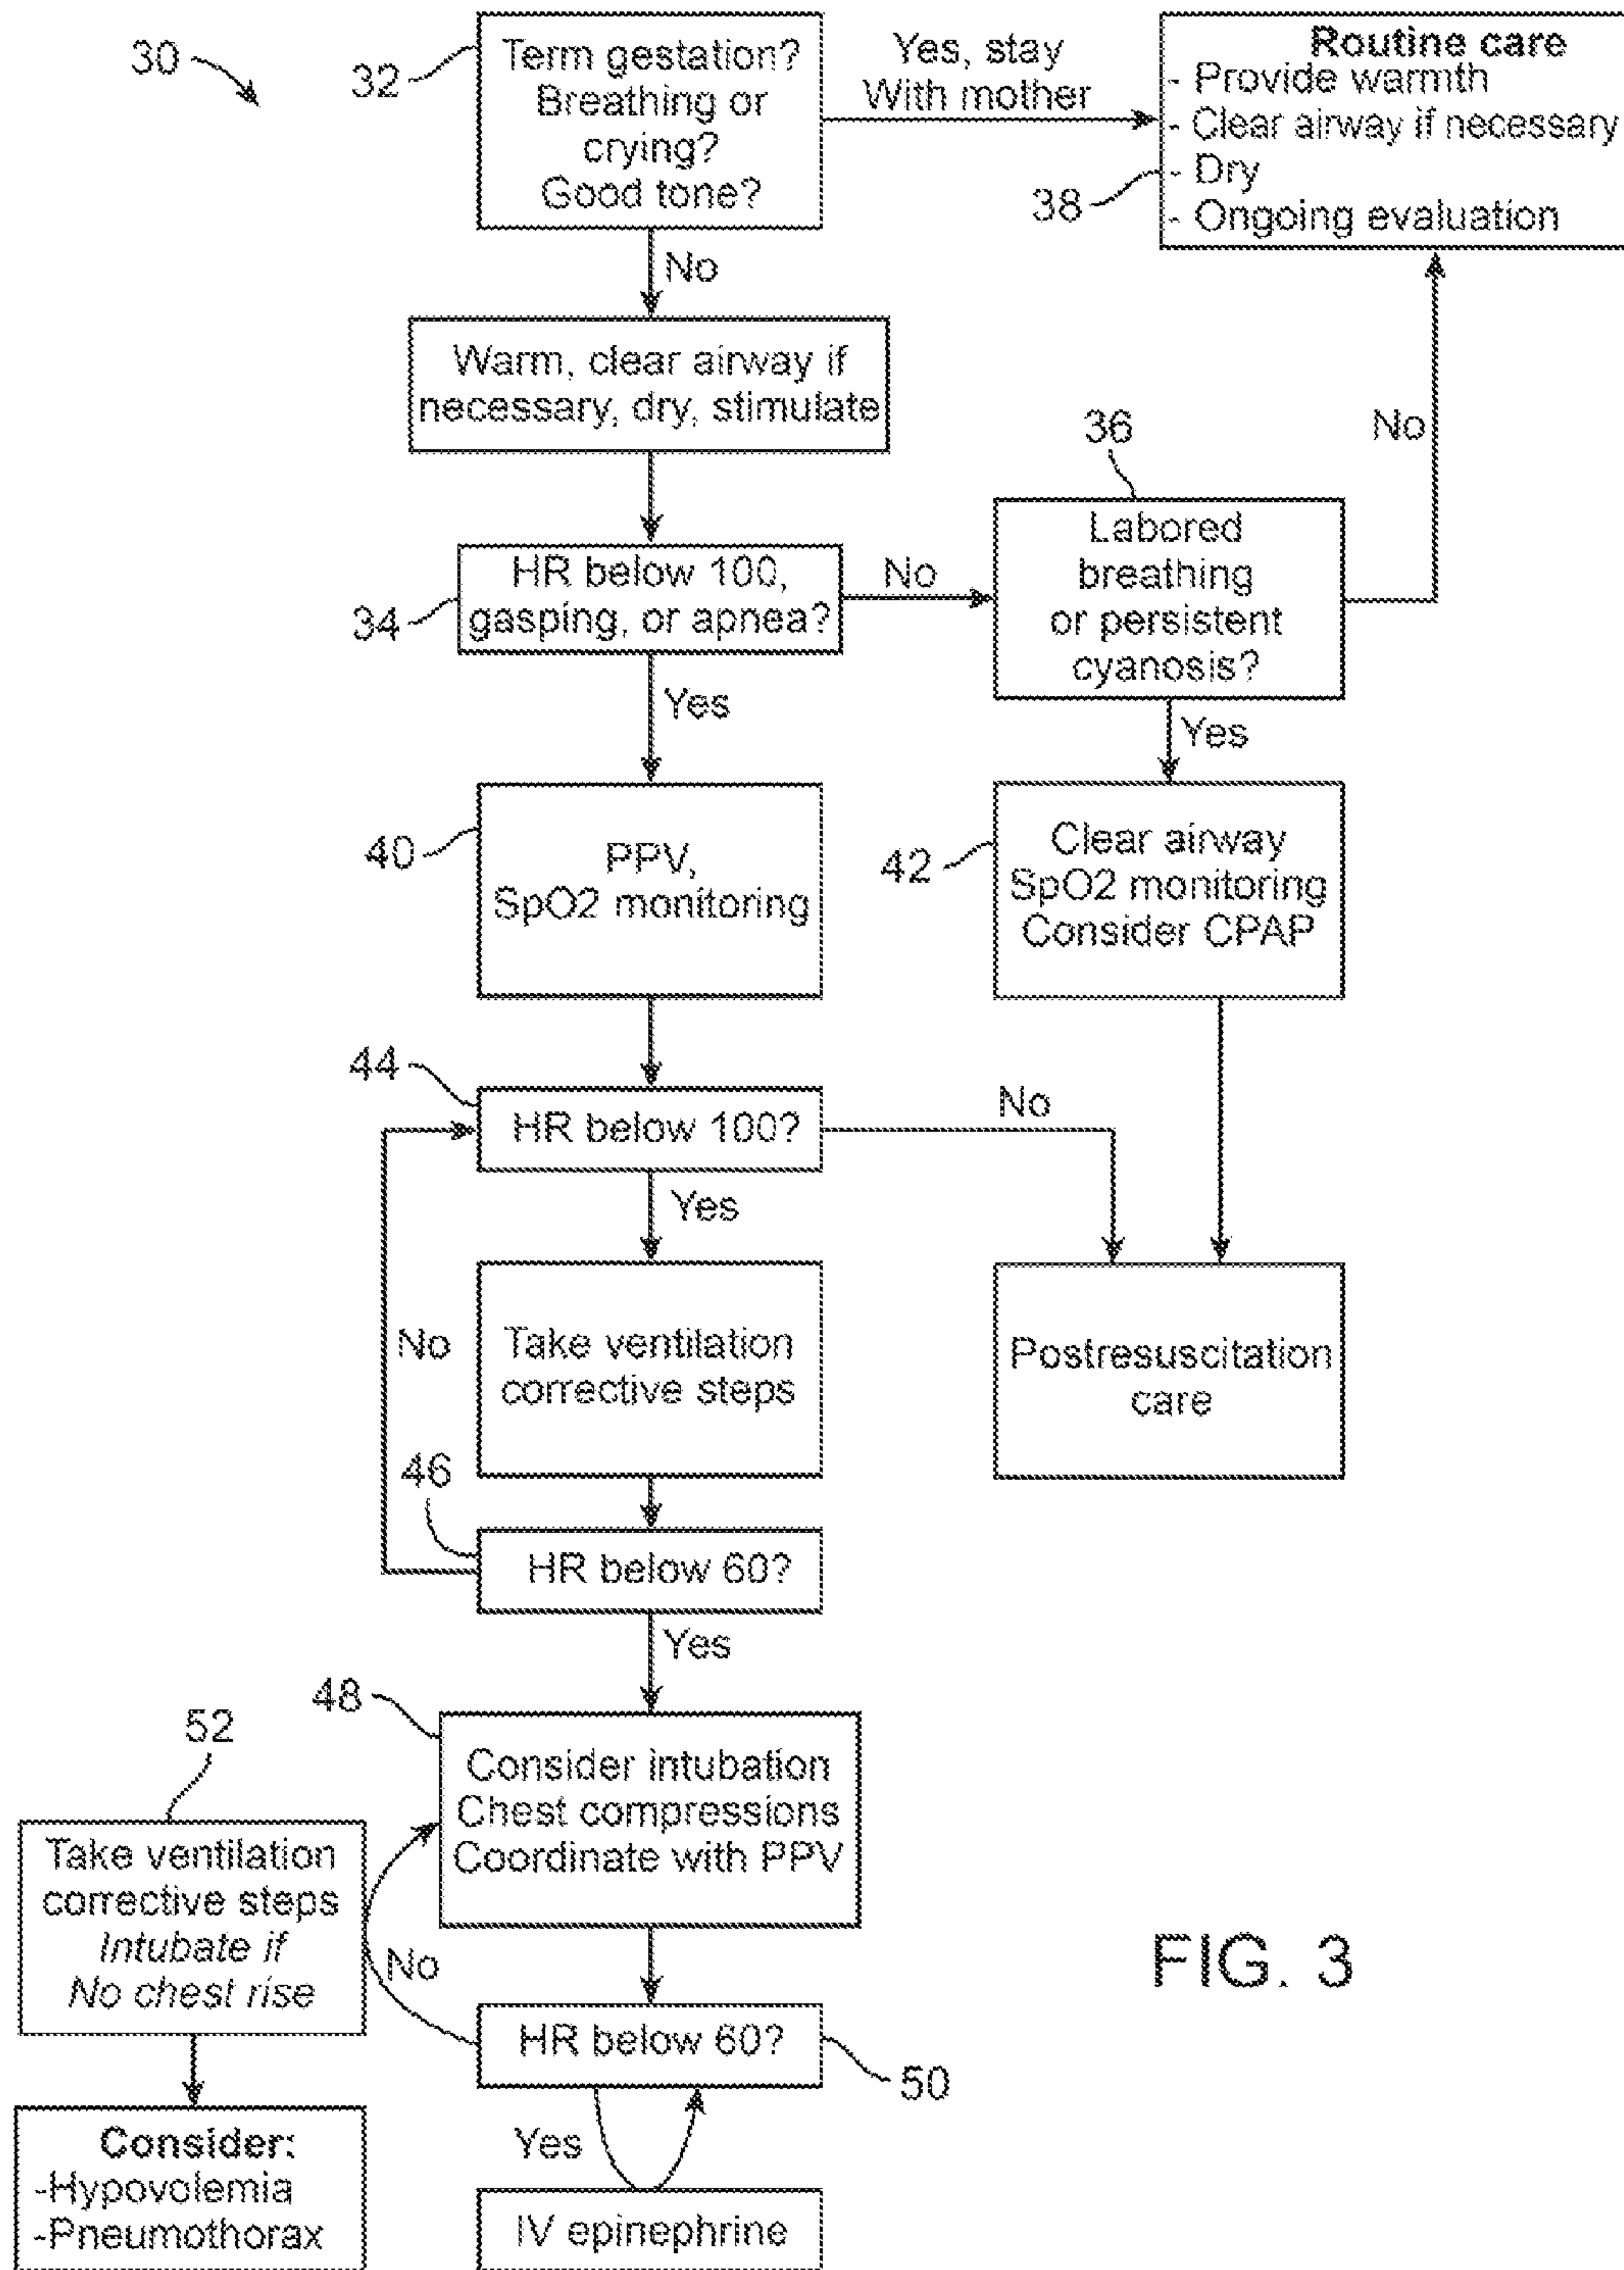 30
32
Term gestation?
Breathing or
crying?
Good tone?
Yes, stay
With mother
Routine care
- Provide warmth
- Clear airway if necessary
- Dry
- Ongoing evaluation
38
No
Warm, clear airway if
necessary, dry, stimulate
34
HR below 100,
gasping, or apnea?
No
36
Labored
breathing
or persistent
cyanosis?
No
Yes
Yes
40
PPV,
SpO2 monitoring
42
Clear airway
SpO2 monitoring
Consider CPAP
44
HR below 100?
No
Yes
Take ventilation
corrective steps
No
Postresuscitation
care
46
HR below 60?
Yes
48
Consider intubation
Chest compressions
Coordinate with PPV
52
Take ventilation
corrective steps
Intubate if
No chest rise
No
HR below 60?
50
Yes
IV epinephrine
Consider:
-Hypovolemia
-Pneumothorax
FIG. 3